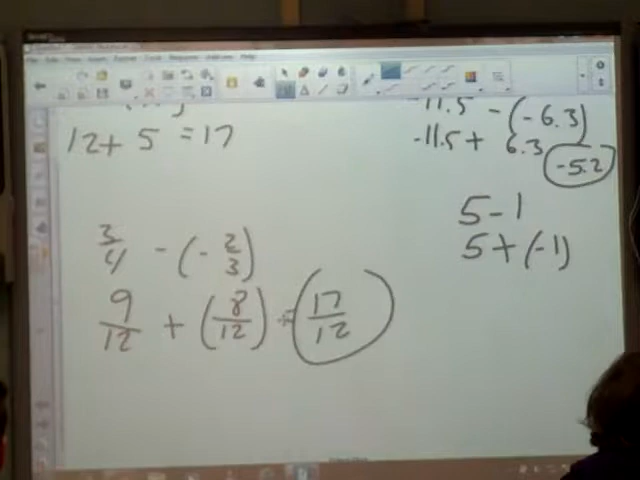 12 + 5 = 17
3/4 - (- 2/3)
9/12 + (8/12) = 17/12
-11.5 - (-6.3)
-11.5 + 6.3
-5.2
5 - 1
5 + (-1)